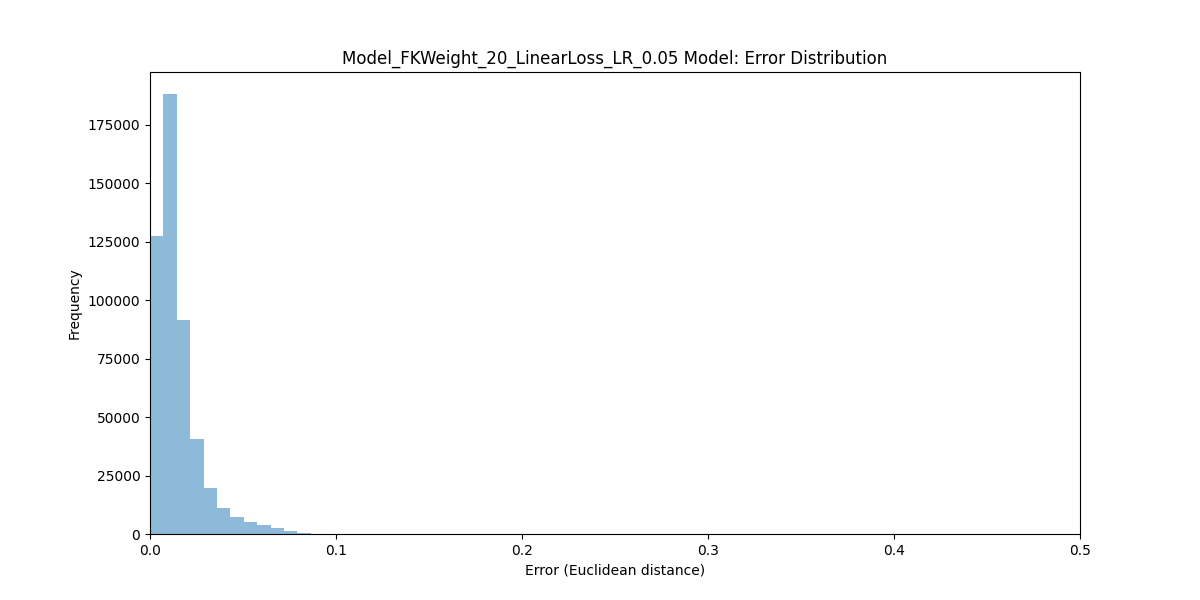 Model_FKWeight_20_LinearLoss_LR_0.05 Model: Error Distribution
175000
150000
125000
100000
75000
50000
25000
0
Frequency
0.0 0.1 0.2 0.3 0.4 0.5
Error (Euclidean distance)